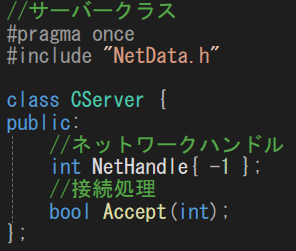 //サーバークラス
#pragma once
#include "NetData.h"

class CServer {
public:
    //ネットワークハンドル
    int NetHandle{ -1 };
    //接続処理
    bool Accept(int);
};